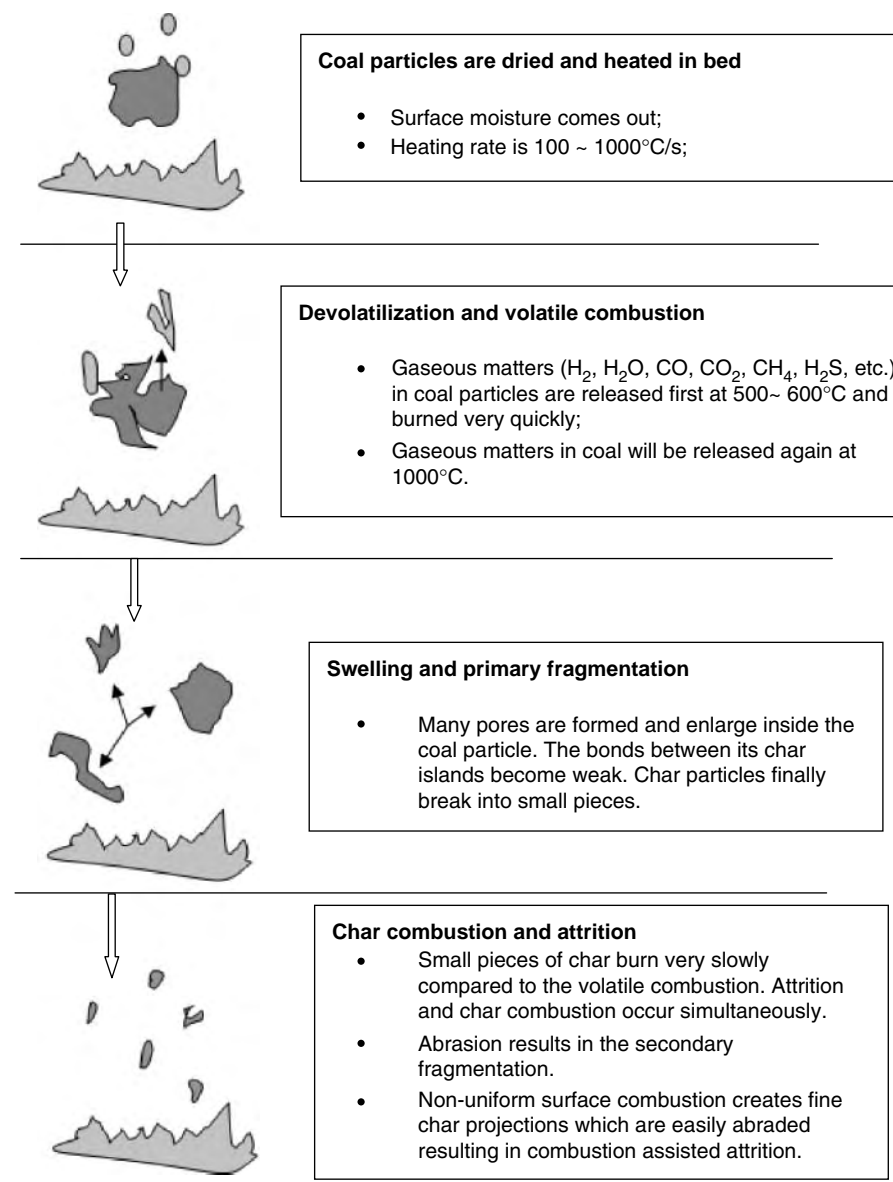 Coal particles are dried and heated in bed
• Surface moisture comes out;
• Heating rate is 100 ~ 1000°C/s;
Devolatilization and volatile combustion
• Gaseous matters (H₂, H₂O, CO, CO₂, CH₄, H₂S, etc.)
in coal particles are released first at 500~ 600°C and
burned very quickly;
• Gaseous matters in coal will be released again at
1000°C.
Swelling and primary fragmentation
• Many pores are formed and enlarge inside the
coal particle. The bonds between its char
islands become weak. Char particles finally
break into small pieces.
Char combustion and attrition
• Small pieces of char burn very slowly
compared to the volatile combustion. Attrition
and char combustion occur simultaneously.
• Abrasion results in the secondary
fragmentation.
• Non-uniform surface combustion creates fine
char projections which are easily abraded
resulting in combustion assisted attrition.